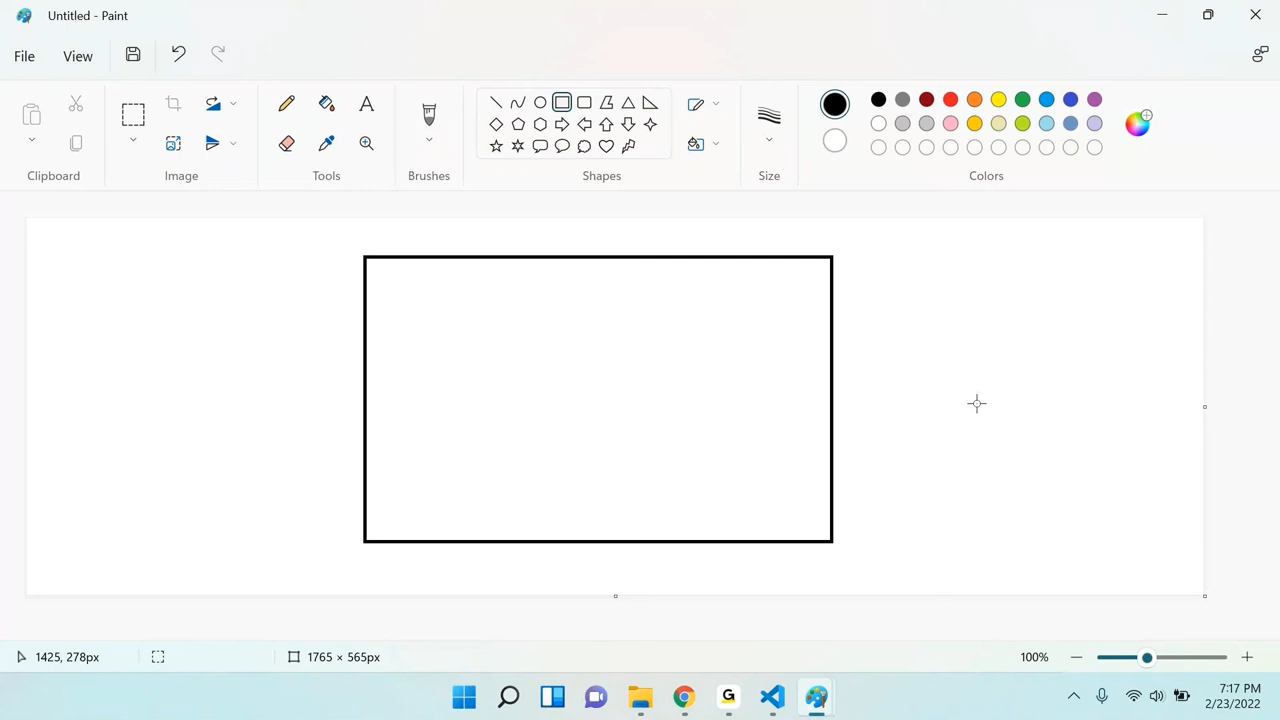 Untitled - Paint
File View
A
Clipboard
Image
Tools
Brushes
Shapes
Size
Colors
1425, 278px
1765 × 565px
100%
G
7:17 PM
2/23/2022